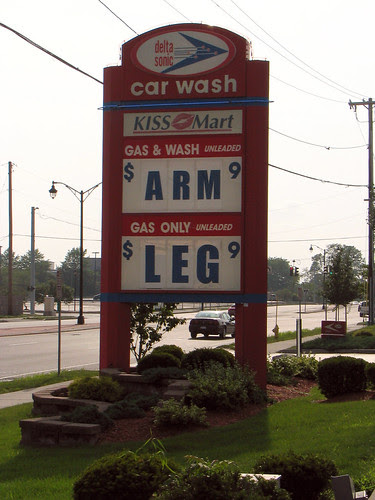 delta
sonic
car wash
KISS Mart
GAS & WASH UNLEADED
$ ARM 9
GAS ONLY UNLEADED
$ LEG 9